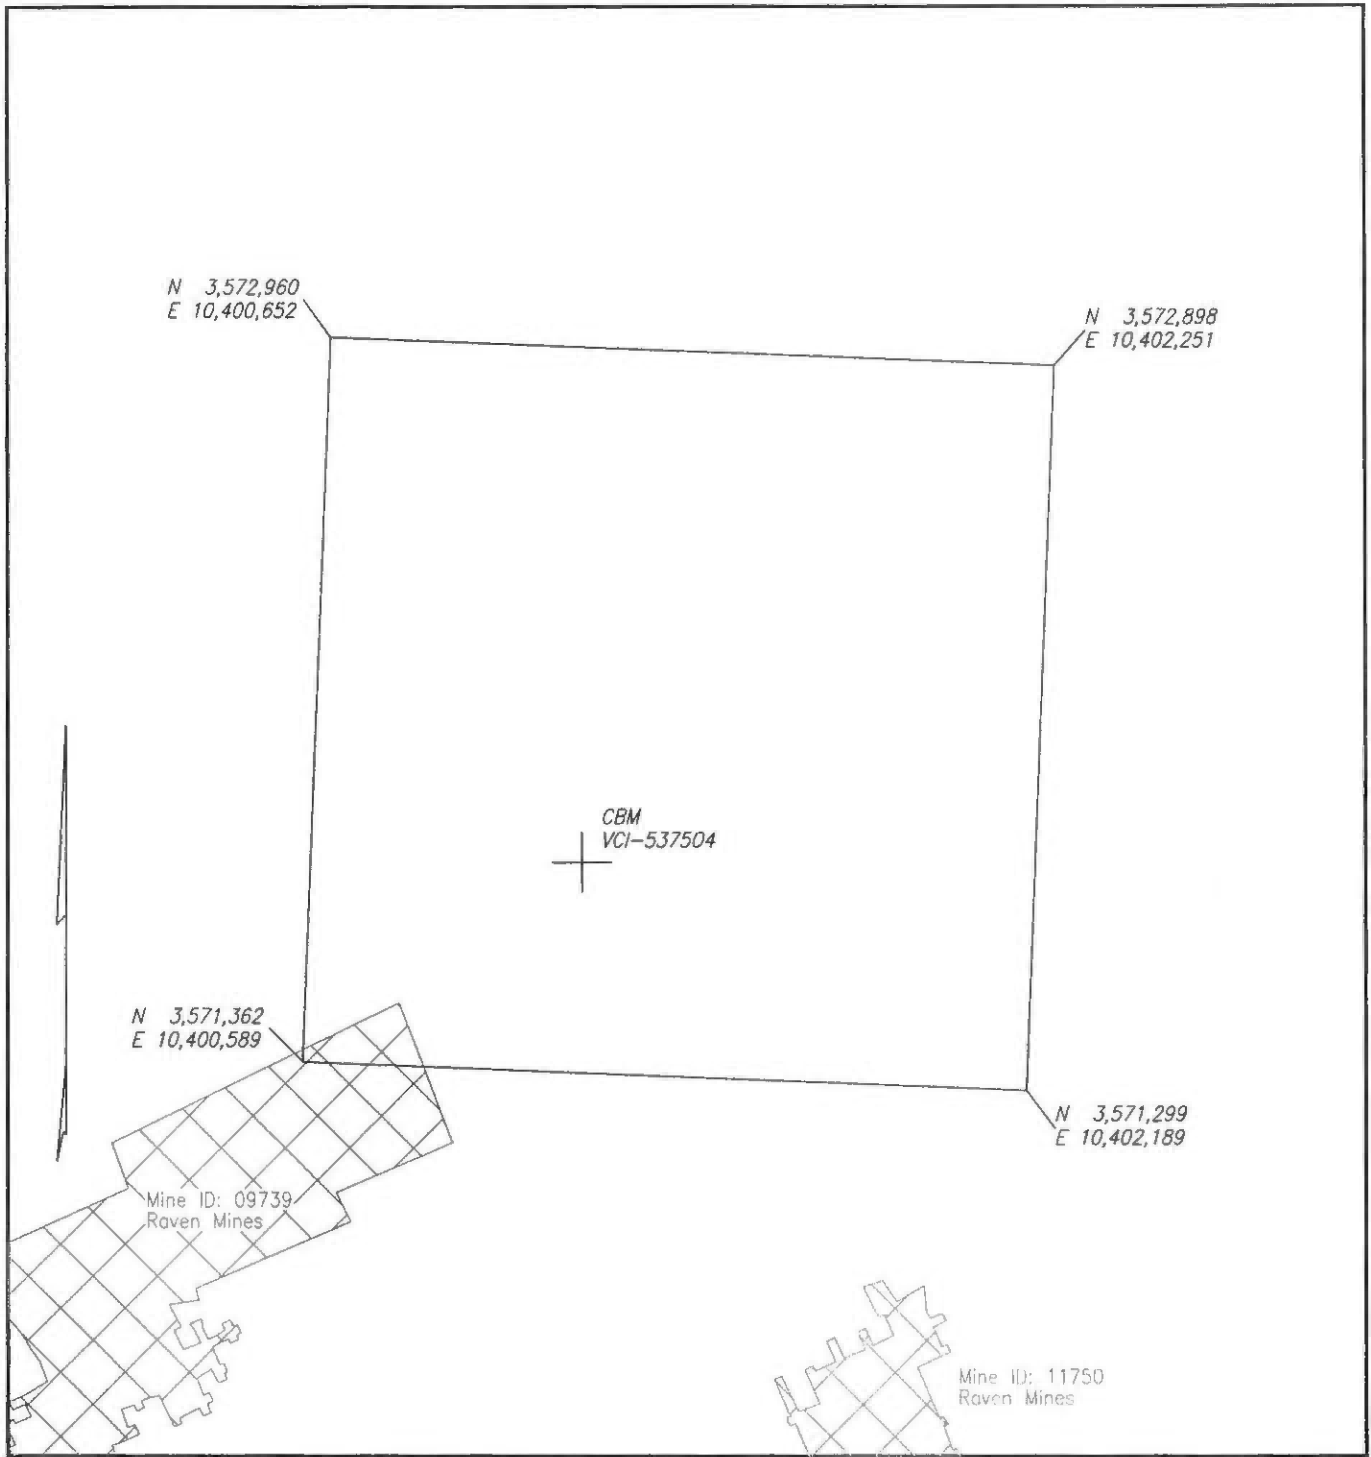 N 3,572,960
E 10,400,652
N 3,572,898
E 10,402,251
CBM
VCI-537504
N 3,571,362
E 10,400,589
N 3,571,299
E 10,402,189
Mine ID: 09739
Raven Mines
Mine ID: 11750
Raven Mines